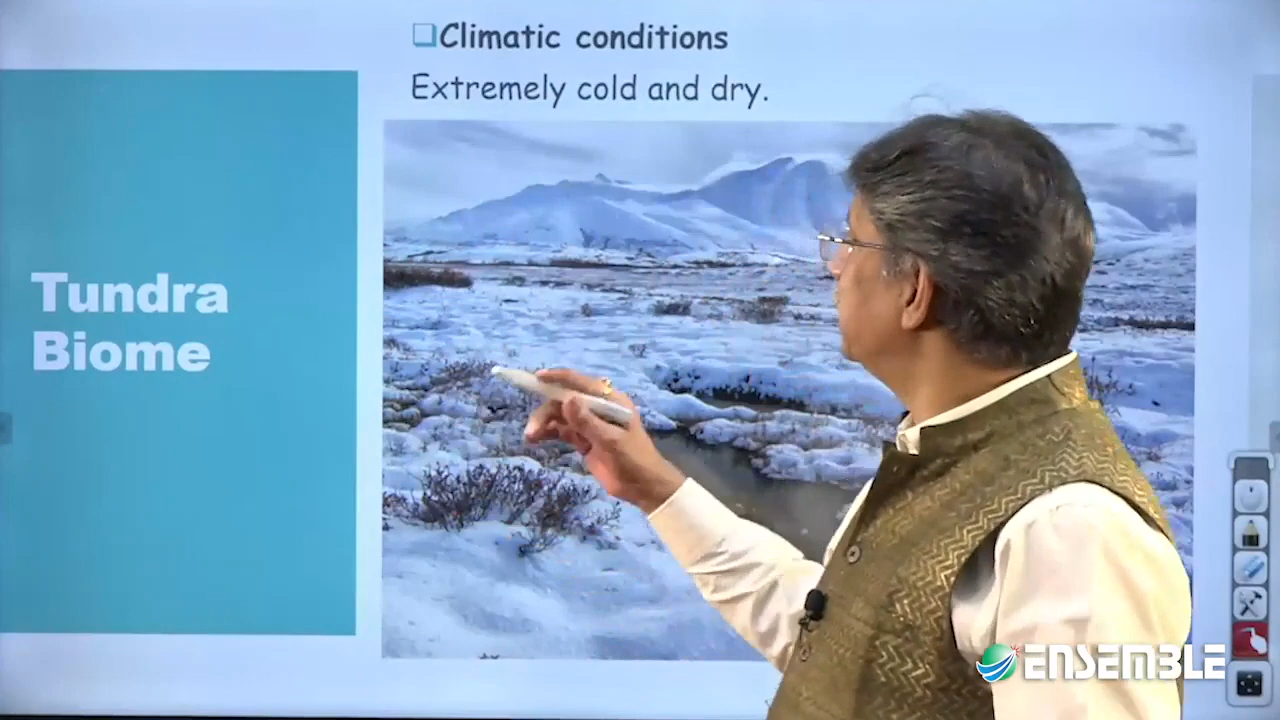 Climatic conditions
Extremely cold and dry.
Tundra
Biome
ENSEMBLE